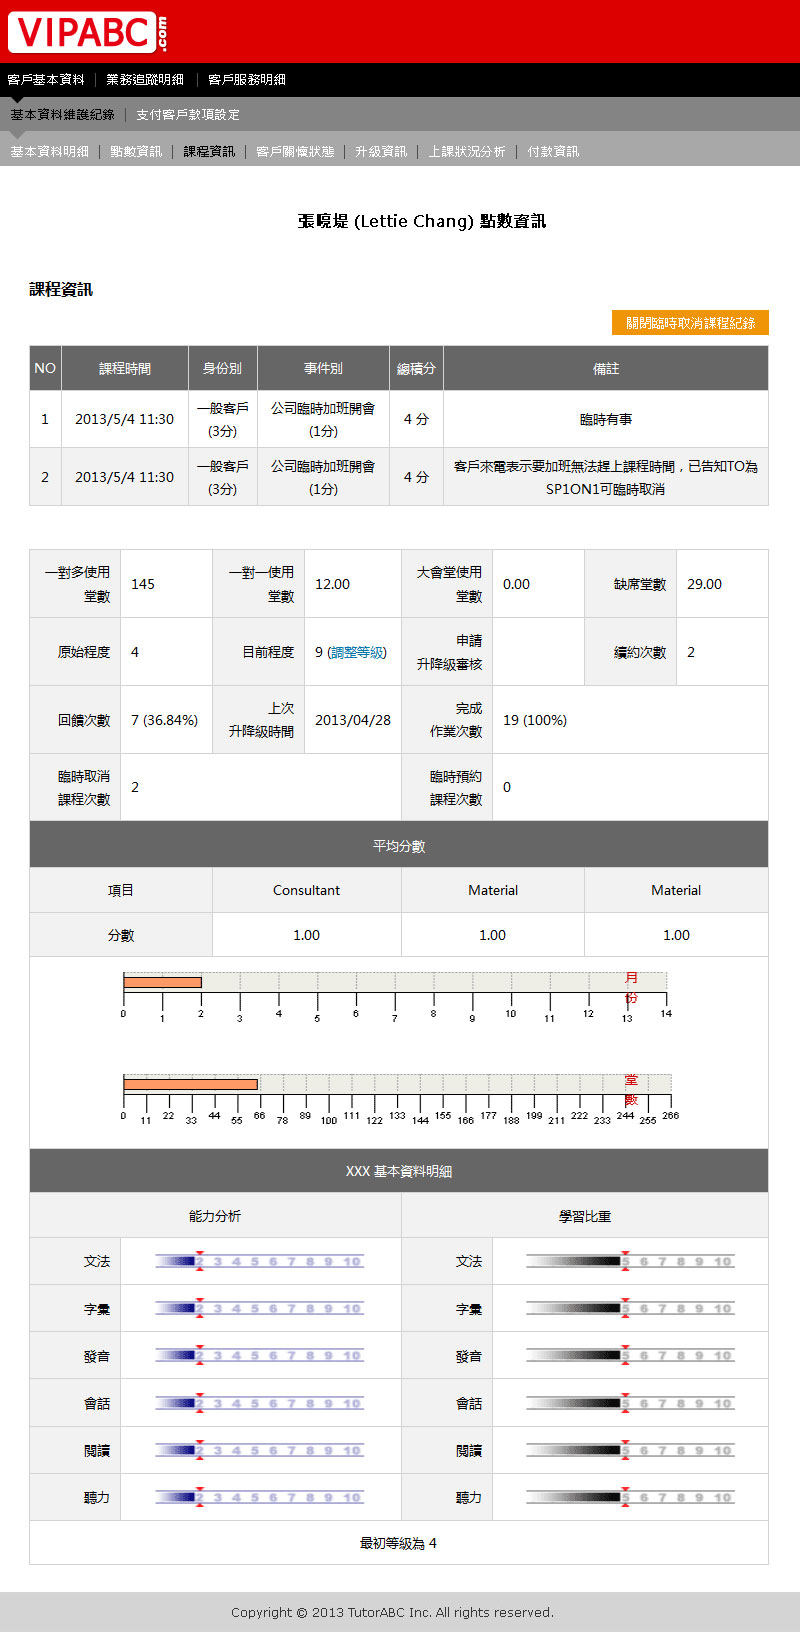 VIPABC.com
客戶基本資料 | 業務追蹤明細 | 客戶服務明細
基本資料維護紀錄 | 支付客戶款項設定
基本資料明細 | 點數資訊 | 課程資訊 | 客戶關懷狀態 | 升級資訊 | 上課狀況分析 | 付款資訊
張喨堤 (Lettie Chang) 點數資訊
課程資訊
關閉臨時取消課程紀錄
NO 課程時間 身份別 事件別 總積分 備註
1 2013/5/4 11:30 一般客戶 (3分) 公司臨時加班開會 (1分) 4 分 臨時有事
2 2013/5/4 11:30 一般客戶 (3分) 公司臨時加班開會 (1分) 4 分 客戶來電表示要加班無法趕上課程時間，已告知TO為
SP1ON1可臨時取消
一對多使用堂數 145 一對一使用堂數 12.00 大會堂使用堂數 0.00 缺席堂數 29.00
原始程度 4 目前程度 9 (調整等級) 申請升降級審核 續約次數 2
回饋次數 7 (36.84%) 上次升降級時間 2013/04/28 完成作業次數 19 (100%)
臨時取消課程次數 2 臨時預約課程次數 0
平均分數
項目 Consultant Material Material
分數 1.00 1.00 1.00
月份
0 1 2 3 4 5 6 7 8 9 10 11 12 13 14
堂數
0 11 22 33 44 55 66 78 89 100 111 122 133 144 155 166 177 188 199 211 222 233 244 255 266
XXX 基本資料明細
能力分析 學習比重
文法 2 3 4 5 6 7 8 9 10 文法 5 6 7 8 9 10
字彙 2 3 4 5 6 7 8 9 10 字彙 5 6 7 8 9 10
發音 2 3 4 5 6 7 8 9 10 發音 5 6 7 8 9 10
會話 2 3 4 5 6 7 8 9 10 會話 5 6 7 8 9 10
閱讀 2 3 4 5 6 7 8 9 10 閱讀 5 6 7 8 9 10
聽力 2 3 4 5 6 7 8 9 10 聽力 5 6 7 8 9 10
最初等級為 4
Copyright © 2013 TutorABC Inc. All rights reserved.